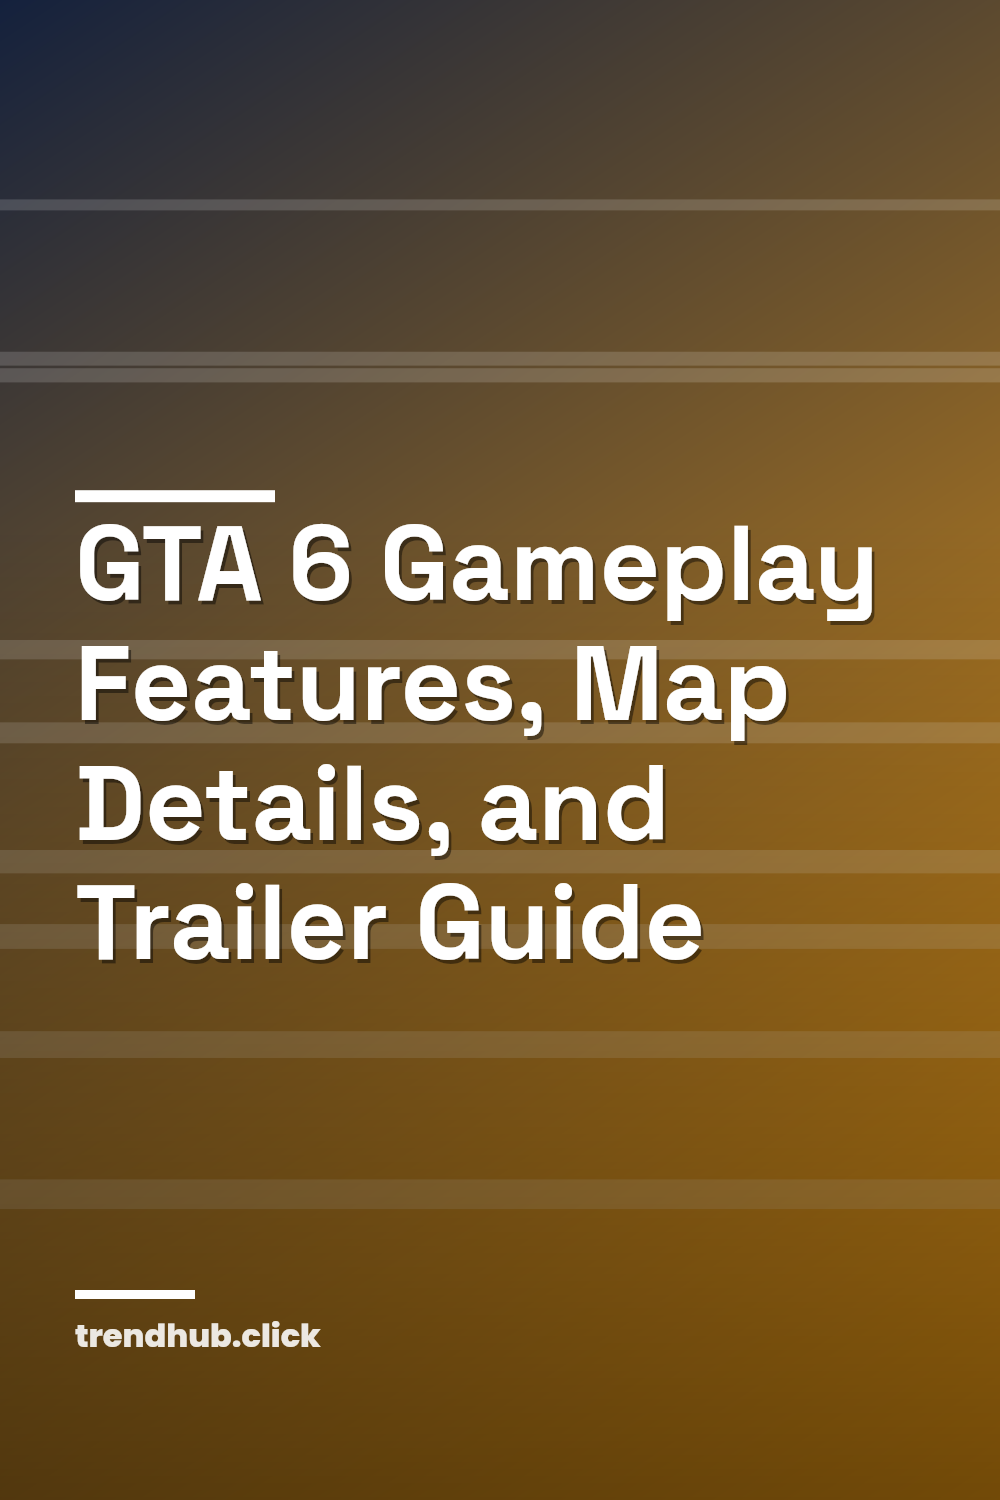 GTA 6 Gameplay
Features, Map
Details, and
Trailer Guide
trendhub.click